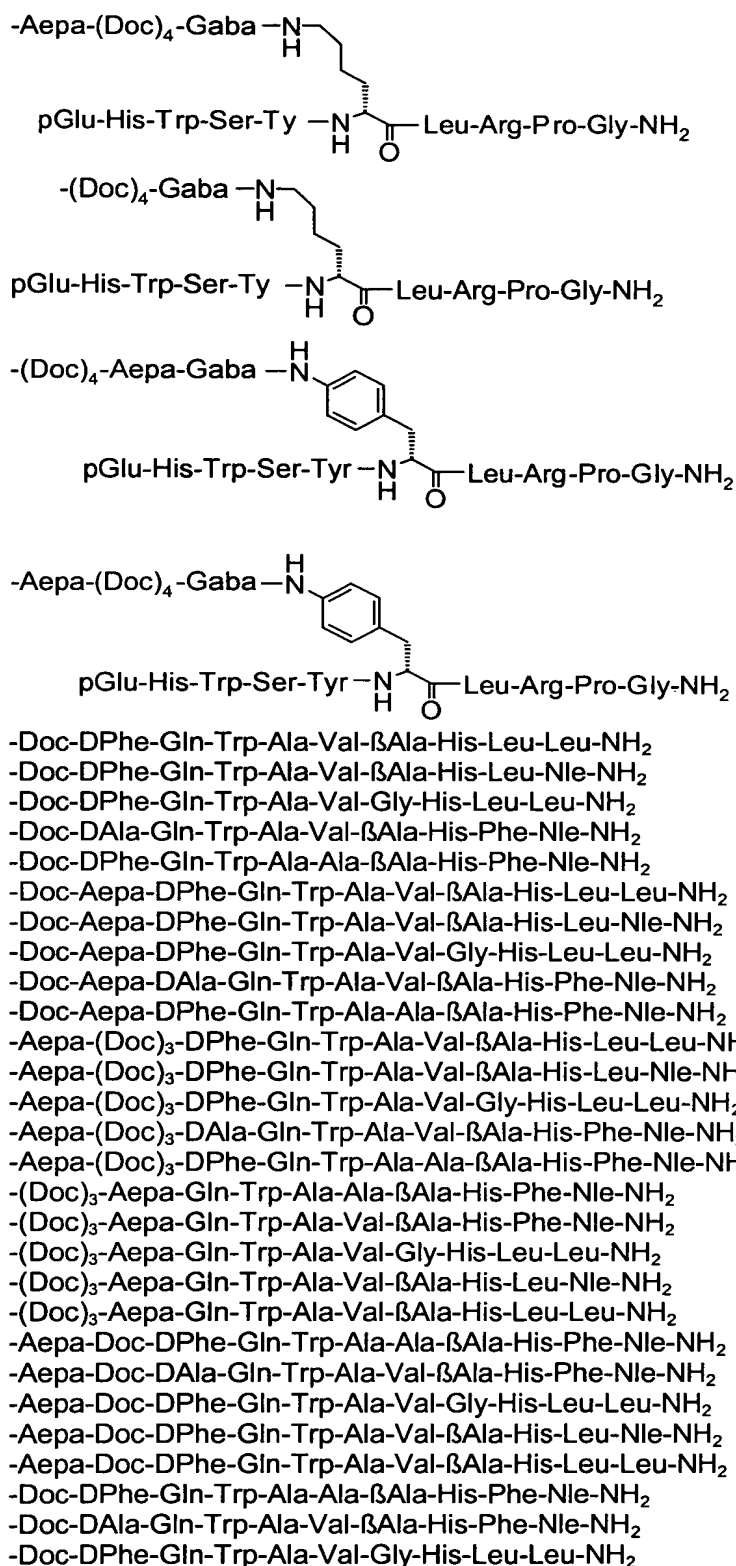 -Aepa-(Doc)₄-Gaba—N
H
pGlu-His-Trp-Ser-Ty—N
H
O
Leu-Arg-Pro-Gly-NH₂
-(Doc)₄-Gaba—N
H
pGlu-His-Trp-Ser-Ty—N
H
O
Leu-Arg-Pro-Gly-NH₂
H
-(Doc)₄-Aepa-Gaba—N
pGlu-His-Trp-Ser-Tyr—N
H
O
Leu-Arg-Pro-Gly-NH₂
H
-Aepa-(Doc)₄-Gaba—N
pGlu-His-Trp-Ser-Tyr—N
H
O
Leu-Arg-Pro-Gly-NH₂
-Doc-DPhe-Gln-Trp-Ala-Val-ßAla-His-Leu-Leu-NH₂
-Doc-DPhe-Gln-Trp-Ala-Val-ßAla-His-Leu-Nle-NH₂
-Doc-DPhe-Gln-Trp-Ala-Val-Gly-His-Leu-Leu-NH₂
-Doc-DAla-Gln-Trp-Ala-Val-ßAla-His-Phe-Nle-NH₂
-Doc-DPhe-Gln-Trp-Ala-Ala-ßAla-His-Phe-Nle-NH₂
-Doc-Aepa-DPhe-Gln-Trp-Ala-Val-ßAla-His-Leu-Leu-NH₂
-Doc-Aepa-DPhe-Gln-Trp-Ala-Val-ßAla-His-Leu-Nle-NH₂
-Doc-Aepa-DPhe-Gln-Trp-Ala-Val-Gly-His-Leu-Leu-NH₂
-Doc-Aepa-DAla-Gln-Trp-Ala-Val-ßAla-His-Phe-Nle-NH₂
-Doc-Aepa-DPhe-Gln-Trp-Ala-Ala-ßAla-His-Phe-Nle-NH₂
-Aepa-(Doc)₃-DPhe-Gln-Trp-Ala-Val-ßAla-His-Leu-Leu-NH
-Aepa-(Doc)₃-DPhe-Gln-Trp-Ala-Val-ßAla-His-Leu-Nle-NH
-Aepa-(Doc)₃-DPhe-Gln-Trp-Ala-Val-Gly-His-Leu-Leu-NH₂
-Aepa-(Doc)₃-DAla-Gln-Trp-Ala-Val-ßAla-His-Phe-Nle-NH
-Aepa-(Doc)₃-DPhe-Gln-Trp-Ala-Ala-ßAla-His-Phe-Nle-NH
-(Doc)₃-Aepa-Gln-Trp-Ala-Ala-ßAla-His-Phe-Nle-NH₂
-(Doc)₃-Aepa-Gln-Trp-Ala-Val-ßAla-His-Phe-Nle-NH₂
-(Doc)₃-Aepa-Gln-Trp-Ala-Val-Gly-His-Leu-Leu-NH₂
-(Doc)₃-Aepa-Gln-Trp-Ala-Val-ßAla-His-Leu-Nle-NH₂
-(Doc)₃-Aepa-Gln-Trp-Ala-Val-ßAla-His-Leu-Leu-NH₂
-Aepa-Doc-DPhe-Gln-Trp-Ala-Ala-ßAla-His-Phe-Nle-NH₂
-Aepa-Doc-DAla-Gln-Trp-Ala-Val-ßAla-His-Phe-Nle-NH₂
-Aepa-Doc-DPhe-Gln-Trp-Ala-Val-Gly-His-Leu-Leu-NH₂
-Aepa-Doc-DPhe-Gln-Trp-Ala-Val-ßAla-His-Leu-Nle-NH₂
-Aepa-Doc-DPhe-Gln-Trp-Ala-Val-ßAla-His-Leu-Leu-NH₂
-Doc-DPhe-Gln-Trp-Ala-Ala-ßAla-His-Phe-Nle-NH₂
-Doc-DAla-Gln-Trp-Ala-Val-ßAla-His-Phe-Nle-NH₂
-Doc-DPhe-Gln-Trp-Ala-Val-Gly-His-Leu-Leu-NH₂